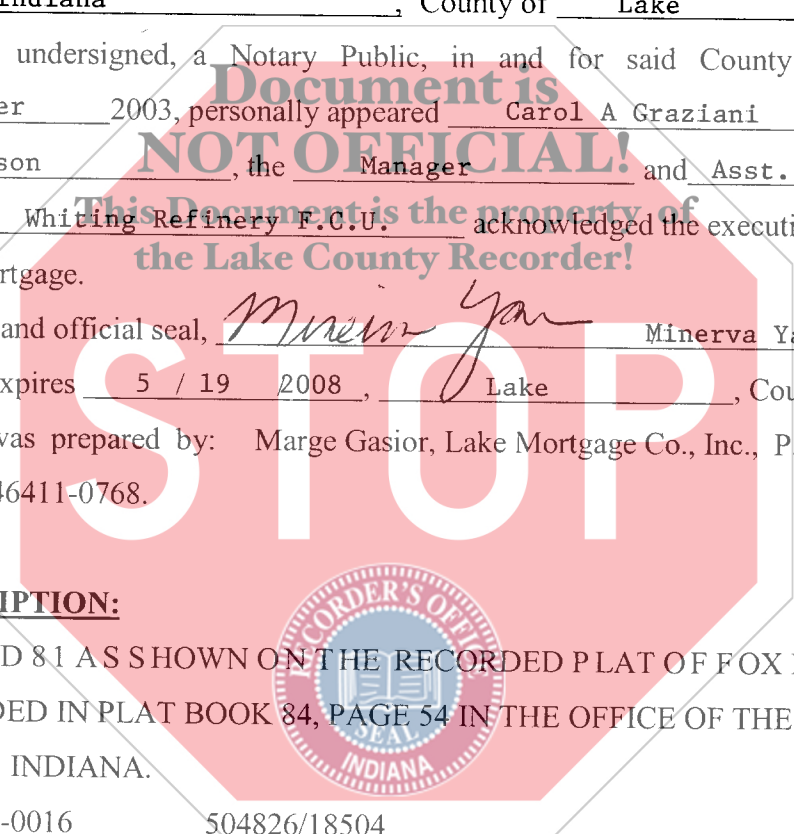 Indiana , County of Lake
undersigned, a Notary Public, in and for said County
Document is
er 2003, personally appeared Carol A Graziani
NOT OFFICIAL!
son , the Manager and Asst.
This Document is the property of
Whiting Refinery F.C.U. acknowledged the executi
the Lake County Recorder!
rtgage.
and official seal, Minerva Ya
xpires 5 / 19 /2008 , Lake , Cou
STOP
was prepared by: Marge Gasior, Lake Mortgage Co., Inc., P.
46411-0768.
IPTION:
RECORDER'S OFFICE
D 81 AS SHOWN ON THE RECORDED PLAT OF FOX
DED IN PLAT BOOK 84, PAGE 54 IN THE OFFICE OF THE
SEAL
INDIANA
INDIANA.
-0016 504826/18504